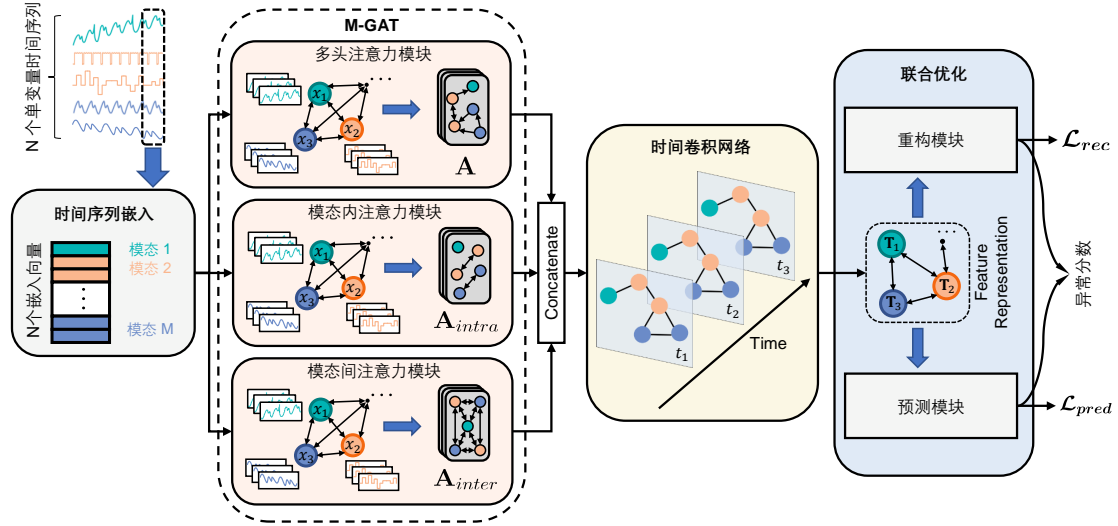 N 个单变量时间序列
时间序列嵌入
N个嵌入向量
模态 1
模态 2
⋮
模态 M
M-GAT
多头注意力模块
x1
x2
x3
···
A
模态内注意力模块
x1
x2
x3
···
A_intra
模态间注意力模块
x1
x2
x3
···
A_inter
Concatenate
时间卷积网络
t1
t2
t3
Time
联合优化
重构模块
T1
T2
T3
···
Feature
Representation
预测模块
ℒ_rec
异常分数
ℒ_pred